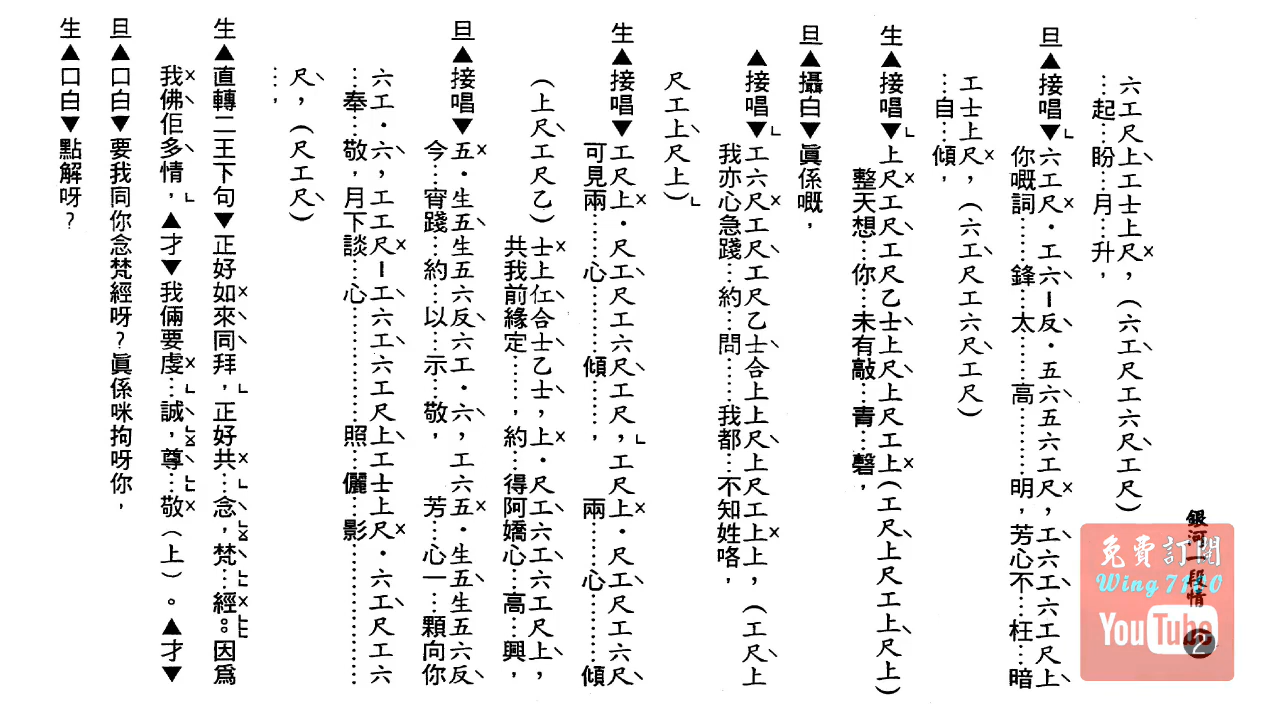 銀河一段情 2
免費訂閱
Wing 7140
YouTube
六工尺上工士上尺，（六工尺工六尺工尺）
…起…盼…月…升，
旦▲接唱▼六工尺．工六－反．五六五六工尺，工六工六工尺上
你嘅詞……鋒…太……高………明，芳心不…枉…暗
工士上尺，（六工尺工六尺工尺）
…自…傾，
生▲接唱▼上尺工尺工尺乙士上尺上尺工上（工尺上尺工上尺上）
整天想…你…未有敲…青…磬，
旦▲攝白▼眞係嘅，
▲接唱▼工六尺工尺工尺乙士合上上尺上尺工上上，（工尺上
我亦心急踐…約…問……我都…不知姓咯，
尺工上尺上）
生▲接唱▼工尺上．尺工尺工六尺工尺，工尺上．尺工尺工六尺
可見兩……心………傾……，兩……心………傾
（上尺工尺乙）士上仜合士乙士，上．尺工六工六工尺上，
共我前緣定……，約…得阿嬌心…高…興，
旦▲接唱▼五．生五生五六反六工．六，工六五．生五生五六反
今…宵踐…約…以…示…敬，芳…心一…顆向你
六工．六，工工尺－工六工六工尺上工士上尺．六工尺工六
…奉…敬，月下談…心………照…儷…影…………
尺，（尺工尺）
…，
生▲直轉二王下句▼正好如來同拜，正好共…念，梵…經。因爲
我佛佢多情，▲才▼我倆要虔…誠，尊…敬（上）。▲才▼
旦▲口白▼要我同你念梵經呀？眞係咪拘呀你，
生▲口白▼點解呀？